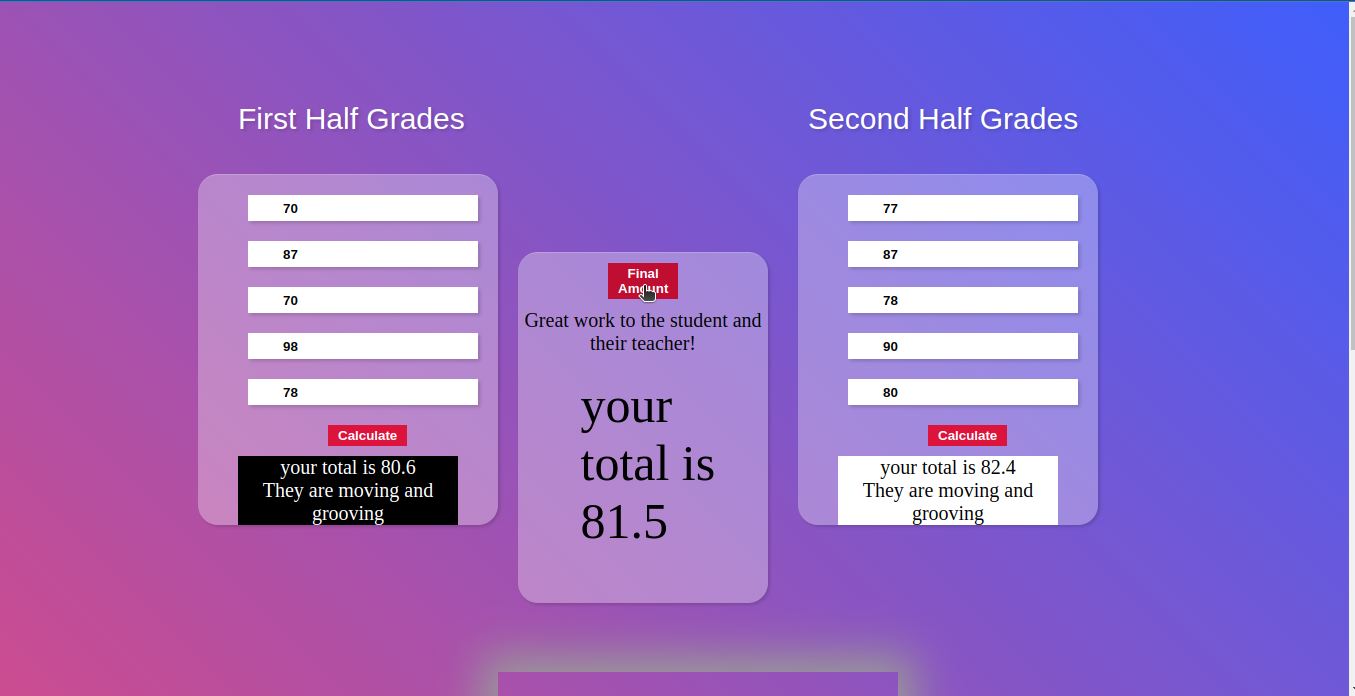 First Half Grades
70
87
70
98
78
Calculate
your total is 80.6
They are moving and
grooving
Final
Amount
Great work to the student and
their teacher!
your
total is
81.5
Second Half Grades
77
87
78
90
80
Calculate
your total is 82.4
They are moving and
grooving